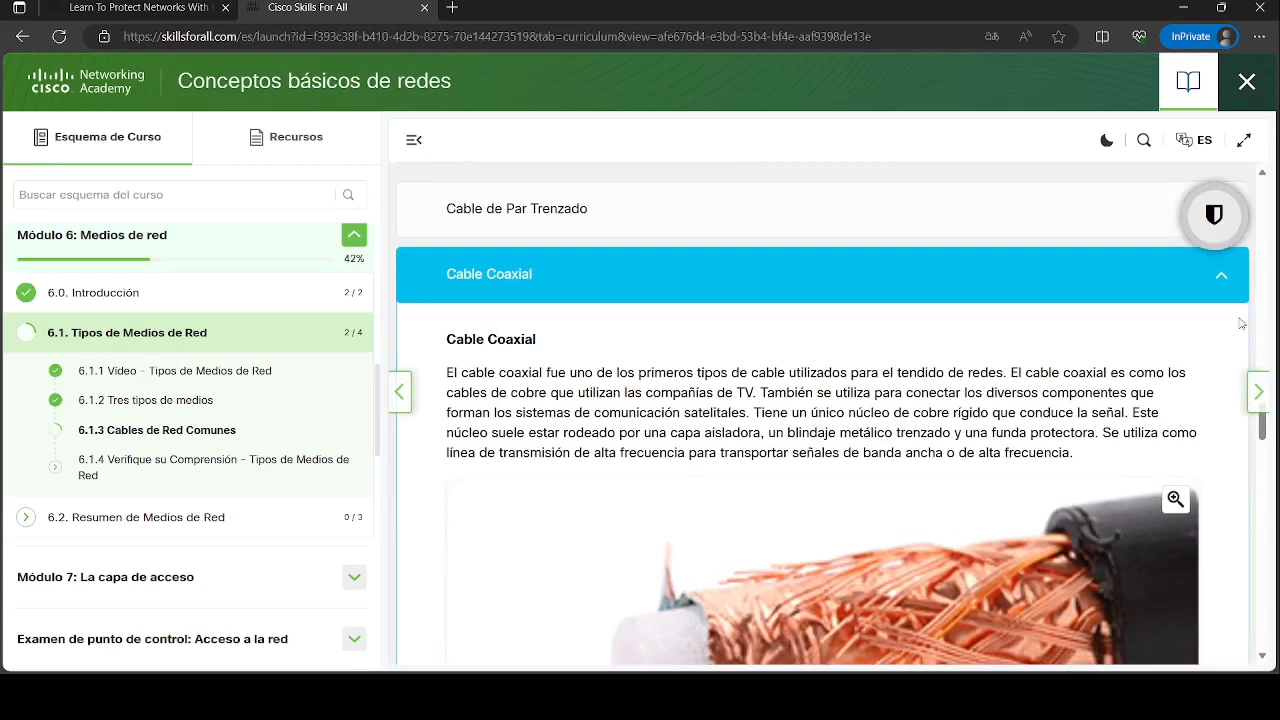 Learn To Protect Networks With
Cisco Skills For All
https://skillsforall.com/es/launch?id=f393c38f-b410-4d2b-8275-70e144273519&tab=curriculum&view=afe676d4-e3bd-53b4-bf4e-aaf9398de13e
InPrivate
Networking
CISCO Academy
Conceptos básicos de redes
Esquema de Curso
Recursos
ES
Buscar esquema del curso
Módulo 6: Medios de red
42%
6.0. Introducción 2 / 2
6.1. Tipos de Medios de Red 2 / 4
6.1.1 Video - Tipos de Medios de Red
6.1.2 Tres tipos de medios
6.1.3 Cables de Red Comunes
6.1.4 Verifique su Comprensión - Tipos de Medios de
Red
6.2. Resumen de Medios de Red 0 / 3
Módulo 7: La capa de acceso
Examen de punto de control: Acceso a la red
Cable de Par Trenzado
Cable Coaxial
Cable Coaxial
El cable coaxial fue uno de los primeros tipos de cable utilizados para el tendido de redes. El cable coaxial es como los
cables de cobre que utilizan las compañías de TV. También se utiliza para conectar los diversos componentes que
forman los sistemas de comunicación satelitales. Tiene un único núcleo de cobre rígido que conduce la señal. Este
núcleo suele estar rodeado por una capa aisladora, un blindaje metálico trenzado y una funda protectora. Se utiliza como
línea de transmisión de alta frecuencia para transportar señales de banda ancha o de alta frecuencia.